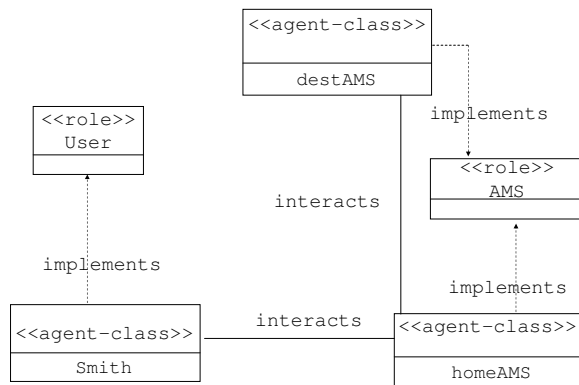 <<agent-class>>
destAMS
<<role>>
User
implements
<<role>>
AMS
interacts
implements
implements
<<agent-class>>
Smith
interacts
<<agent-class>>
homeAMS